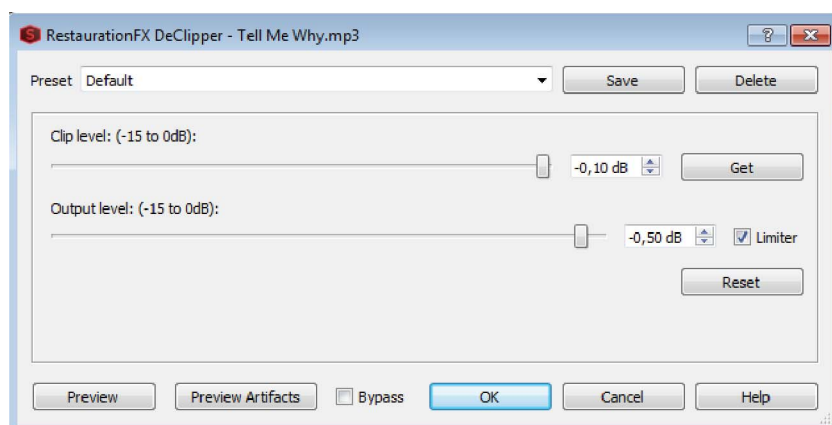 RestaurationFX DeClipper - Tell Me Why.mp3
Preset Default Save Delete
Clip level: (-15 to 0dB):
-0,10 dB Get
Output level: (-15 to 0dB):
-0,50 dB Limiter
Reset
Preview Preview Artifacts Bypass OK Cancel Help